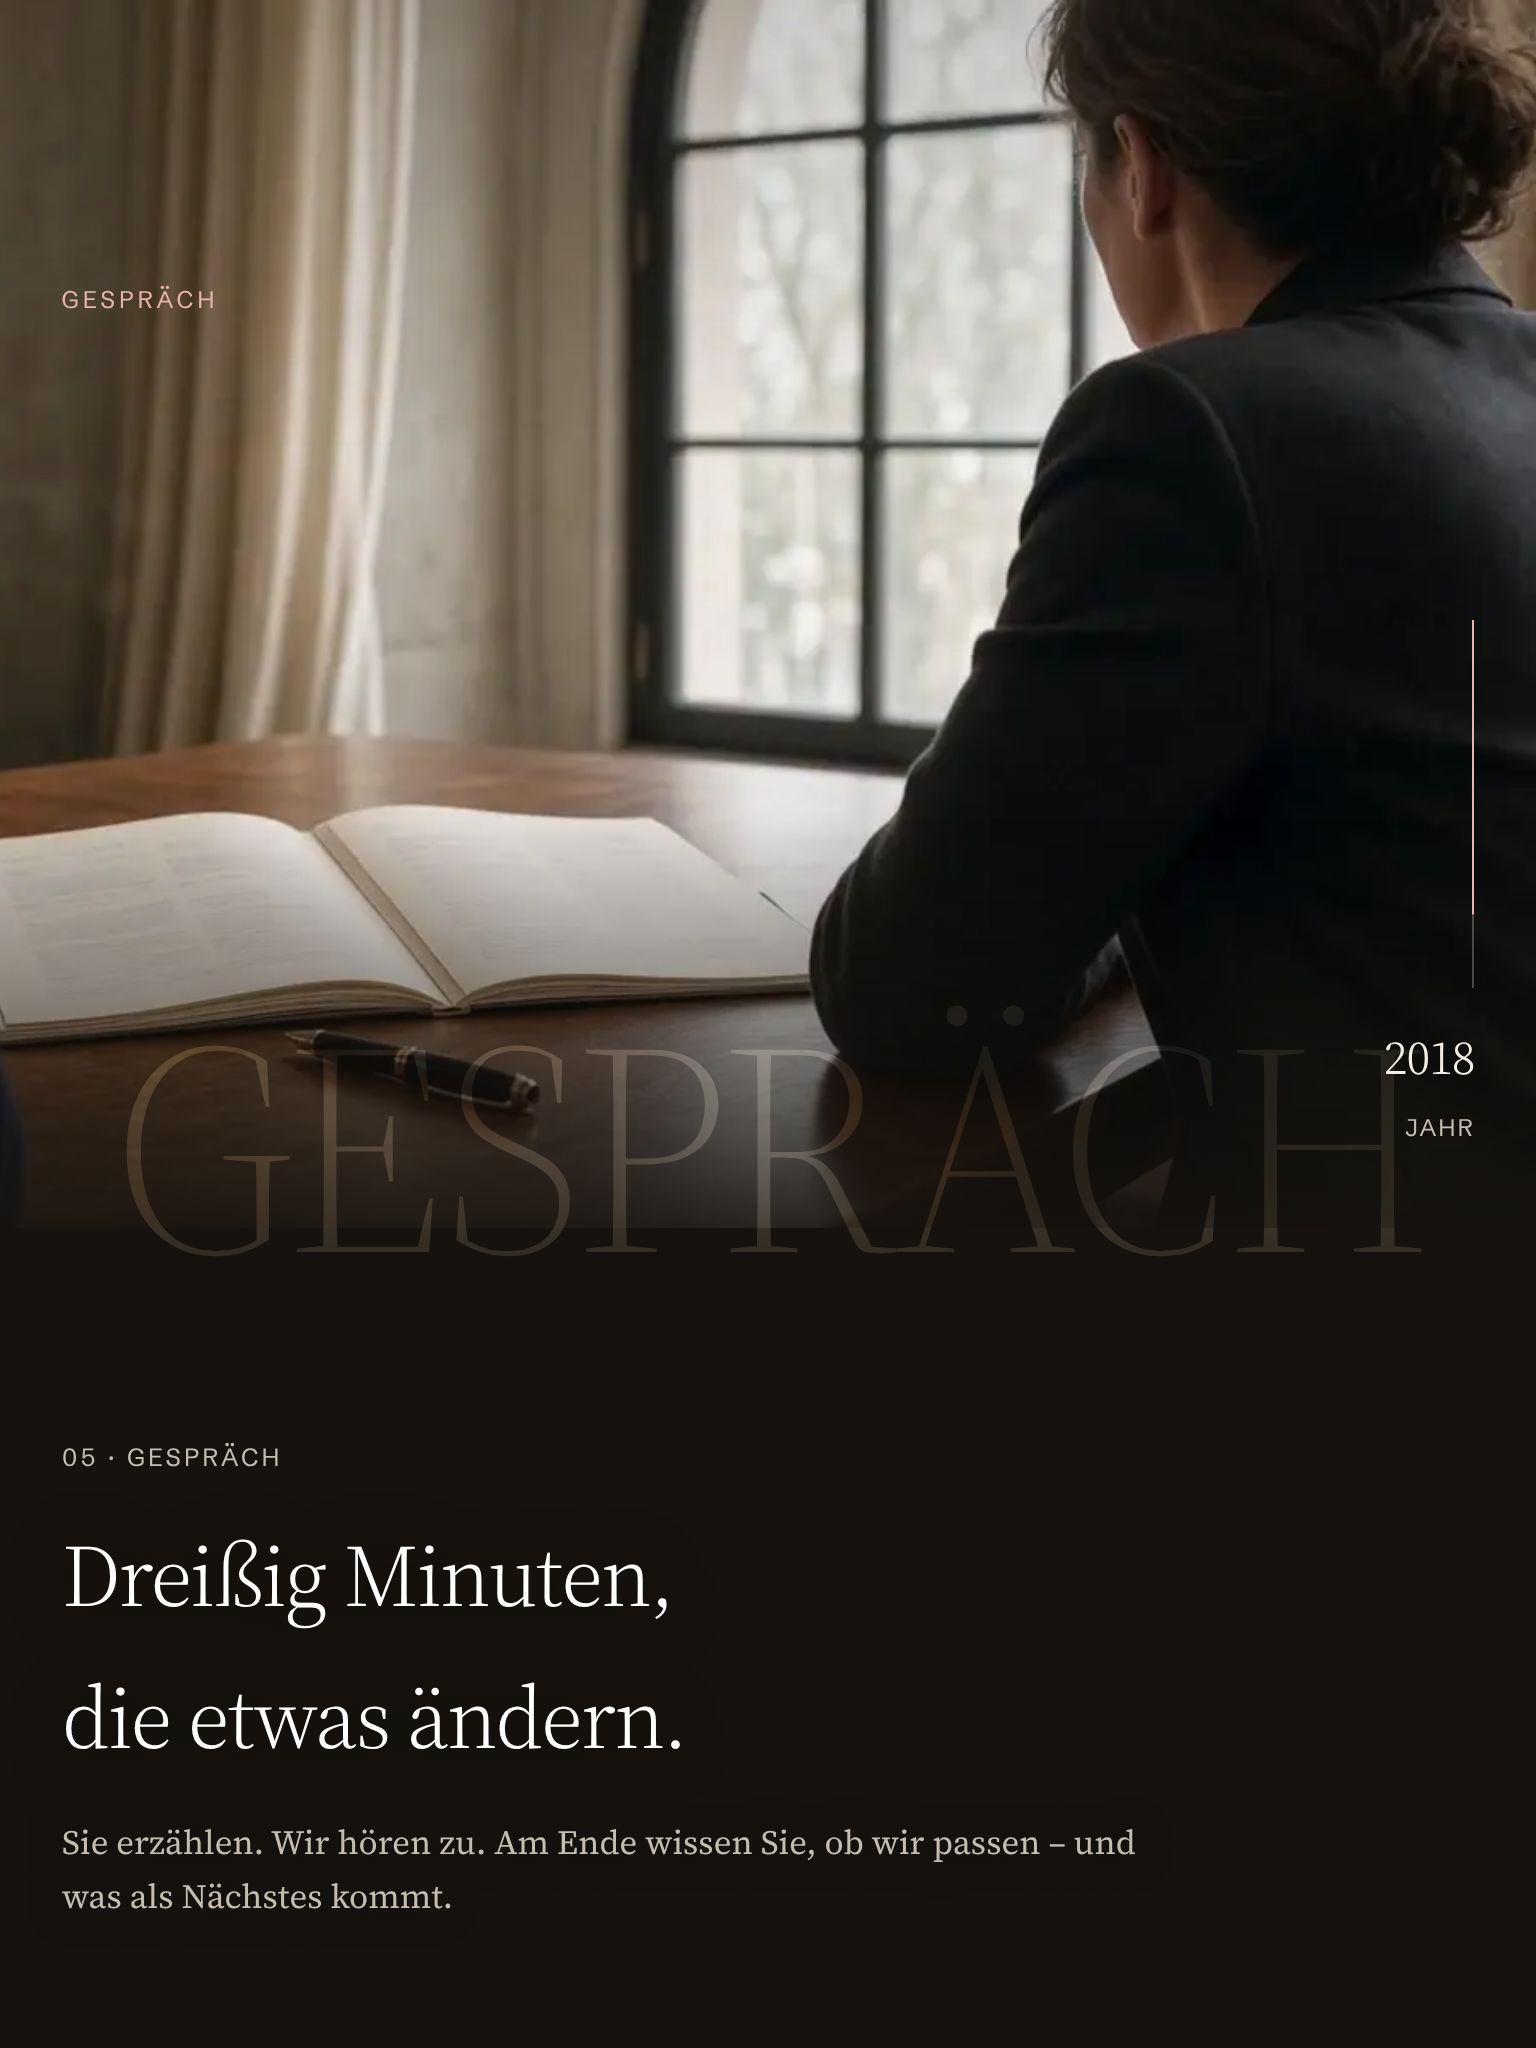 GESPRÄCH
GESPRÄCH
2018
JAHR
05 · GESPRÄCH
Dreißig Minuten,
die etwas ändern.
Sie erzählen. Wir hören zu. Am Ende wissen Sie, ob wir passen – und
was als Nächstes kommt.